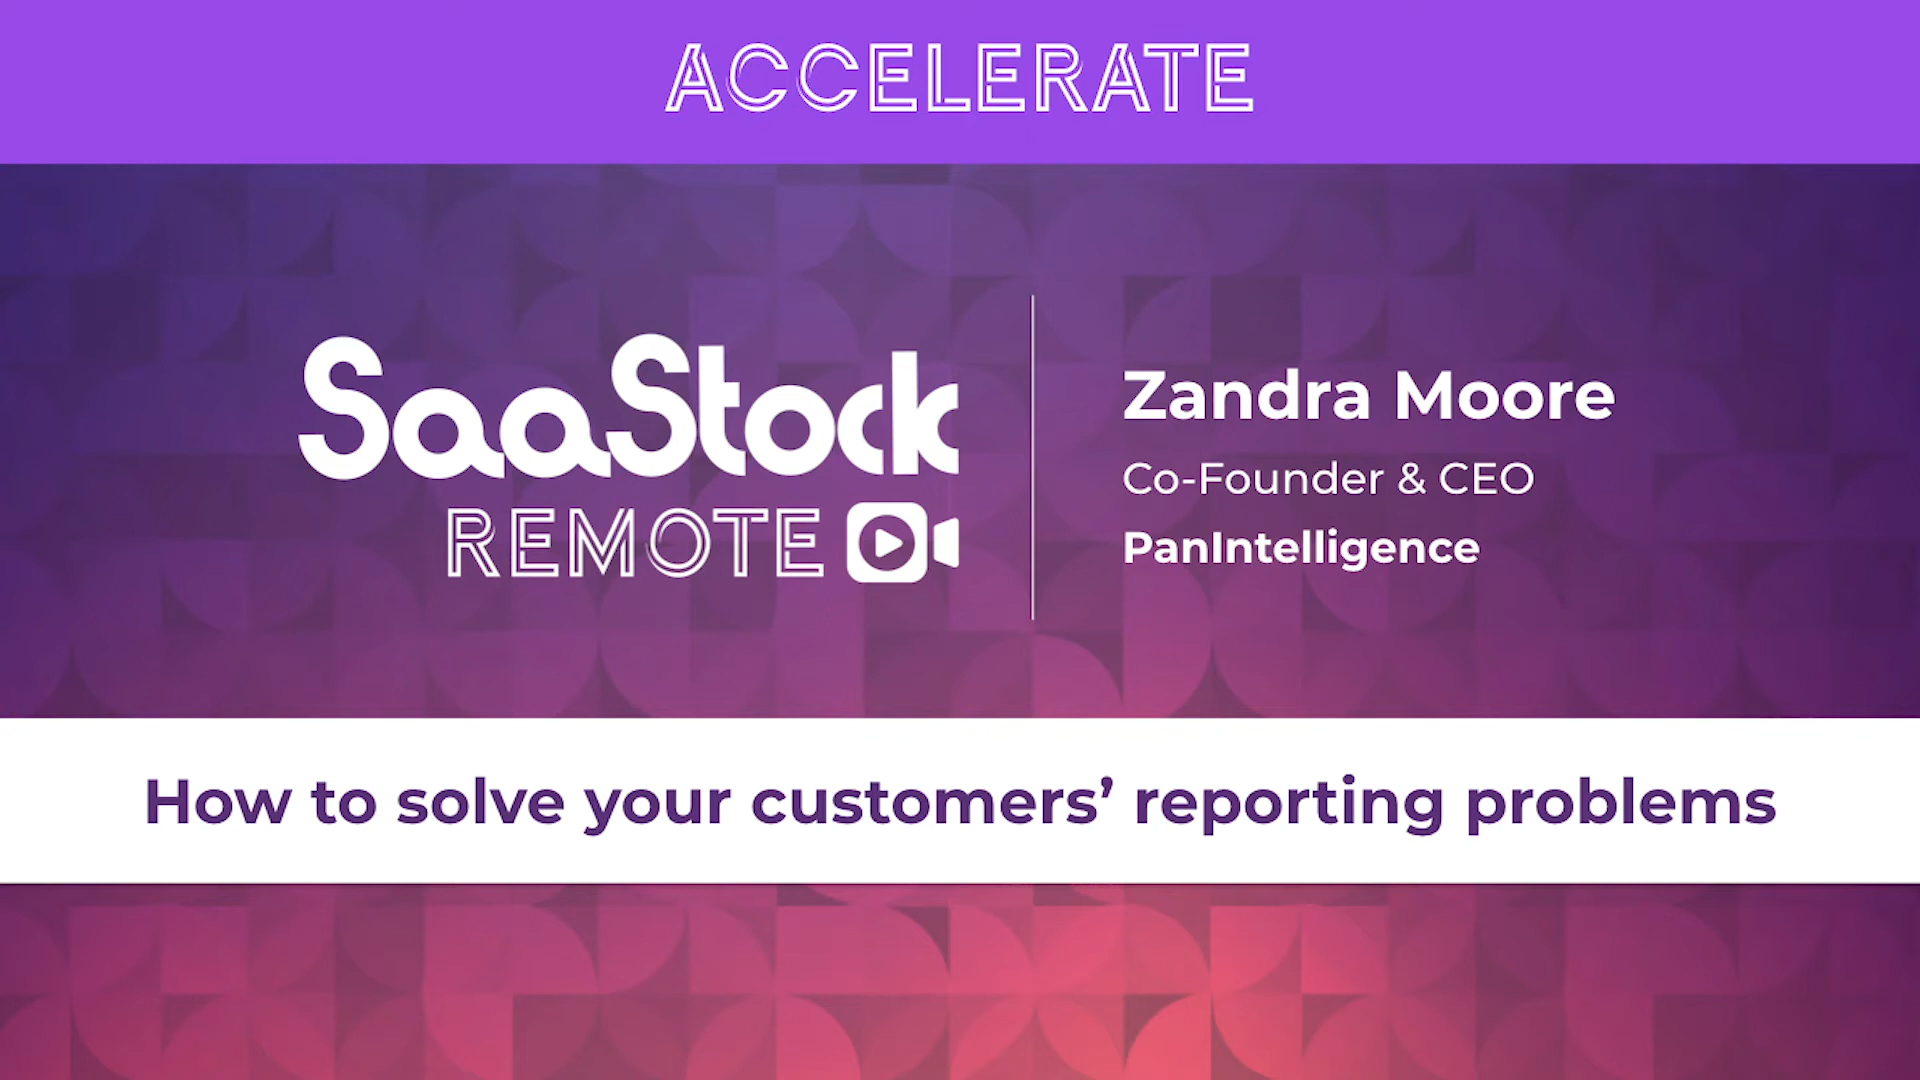 ACCELERATE
SaaStock
REMOTE
Zandra Moore
Co-Founder & CEO
PanIntelligence
How to solve your customers’ reporting problems